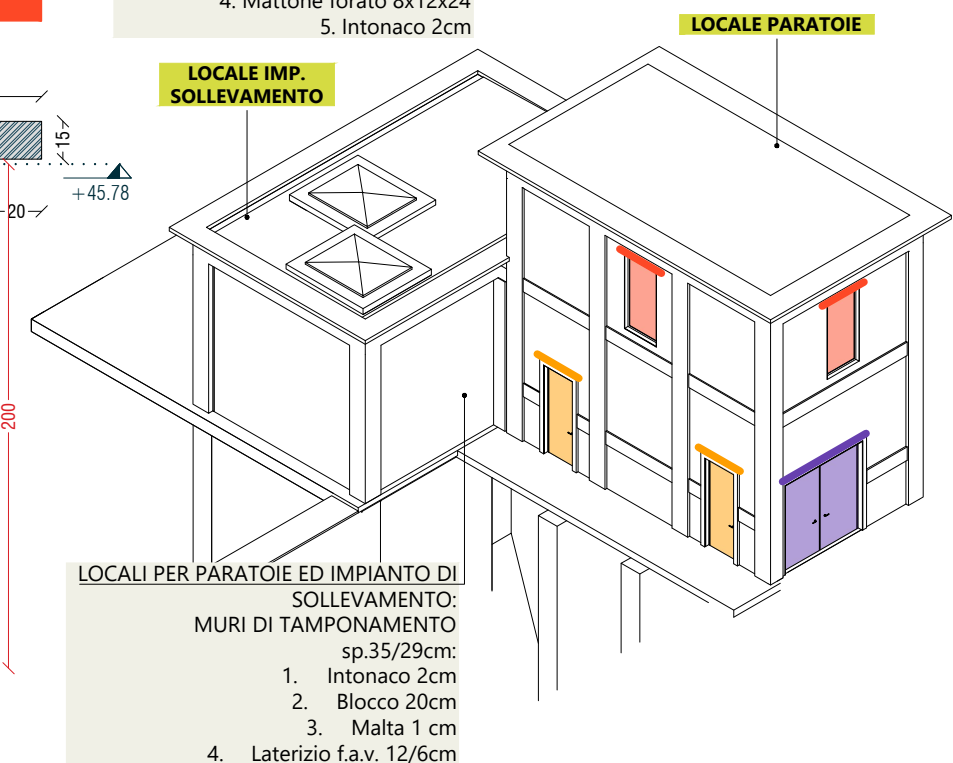 4. Mattone forato 8x12x24
5. Intonaco 2cm
LOCALE PARATOIE
LOCALE IMP.
SOLLEVAMENTO
15
+45.78
20
200
LOCALI PER PARATOIE ED IMPIANTO DI
SOLLEVAMENTO:
MURI DI TAMPONAMENTO
sp.35/29cm:
1. Intonaco 2cm
2. Blocco 20cm
3. Malta 1 cm
4. Laterizio f.a.v. 12/6cm